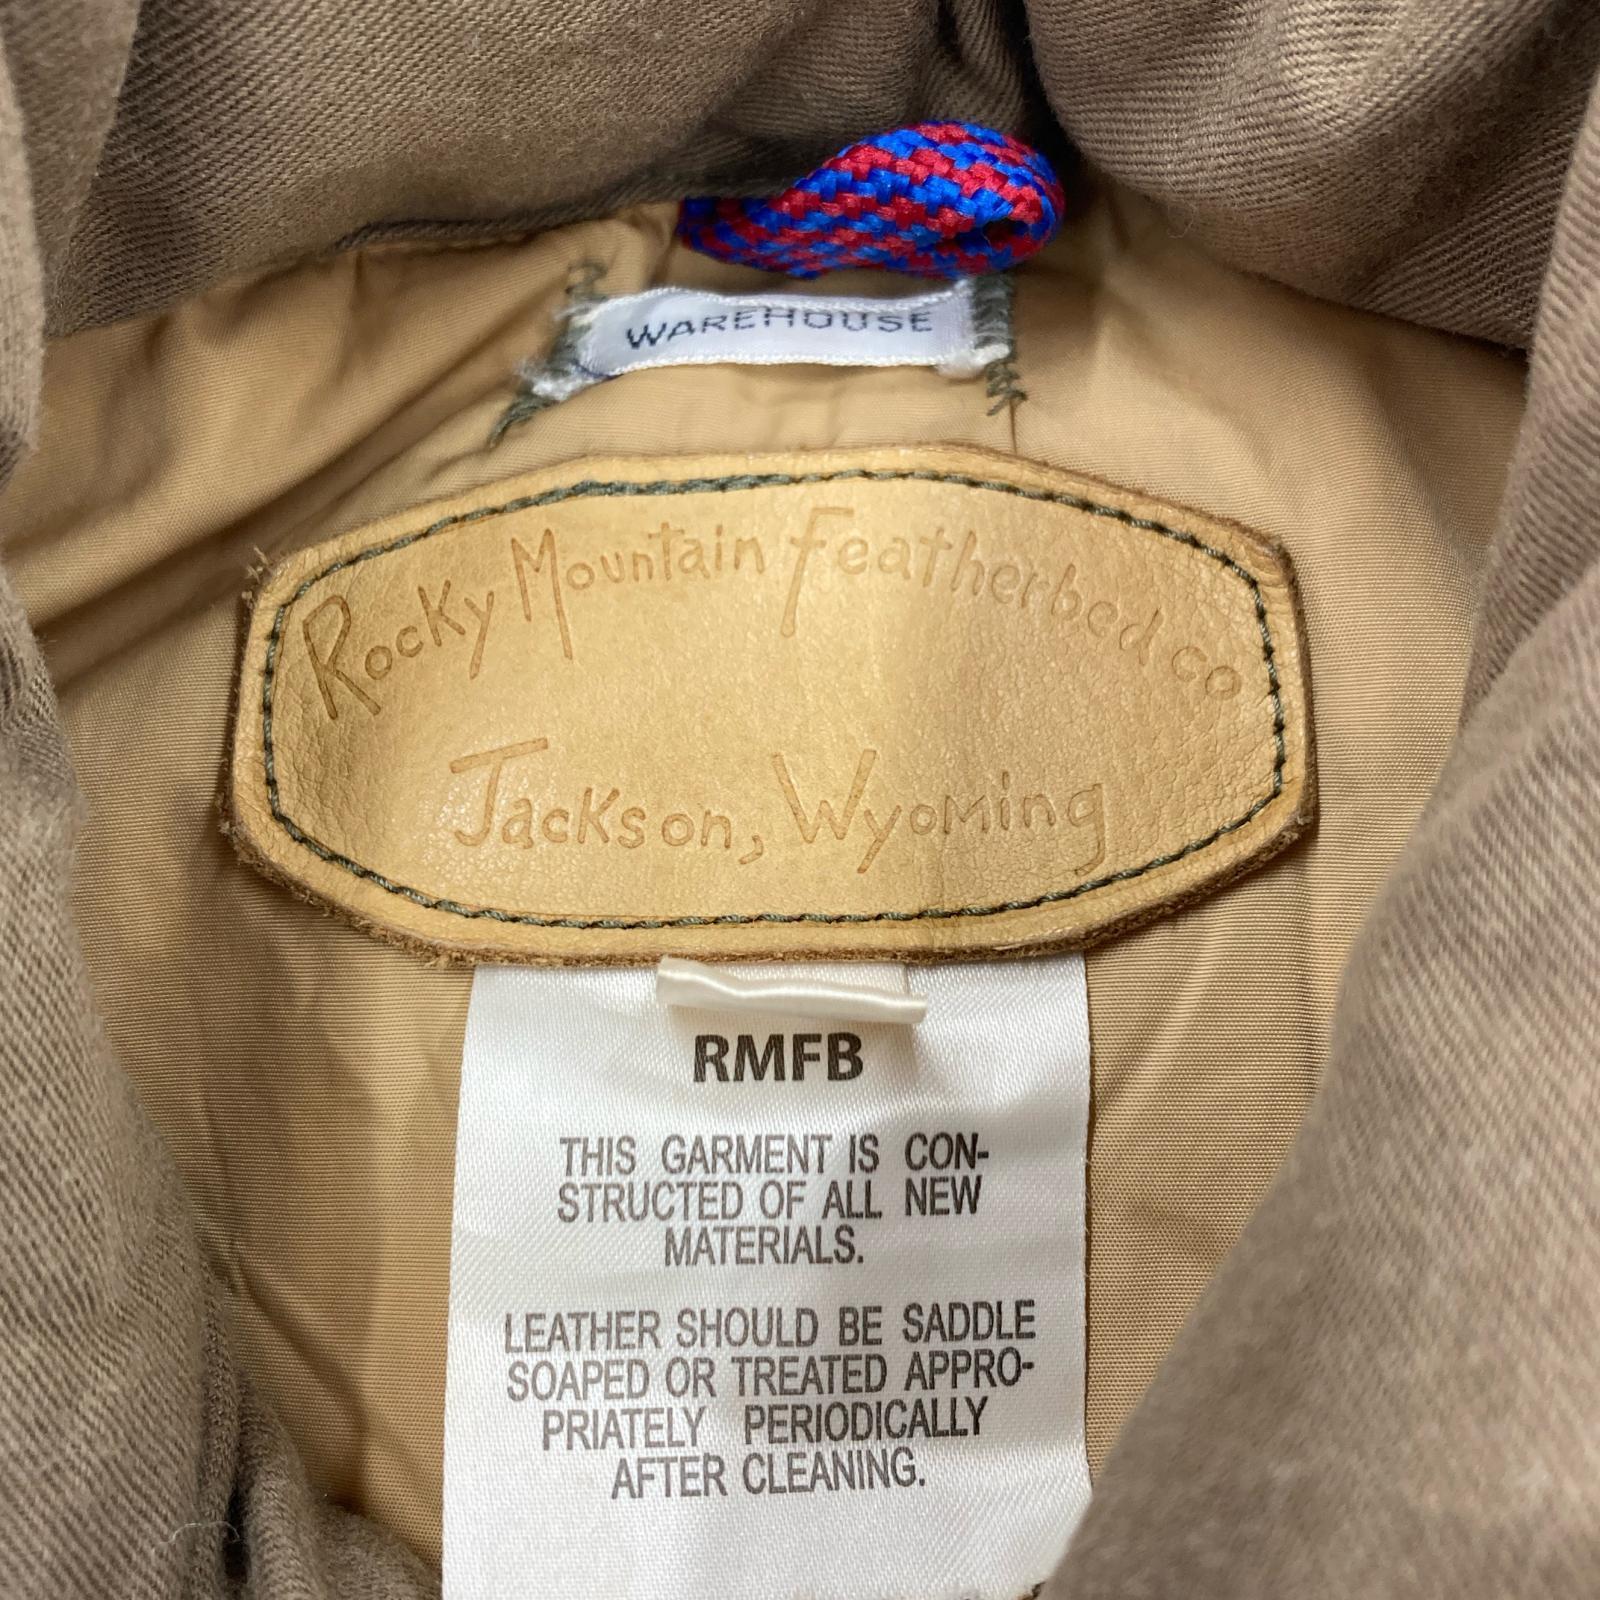 WAREHOUSE
Rocky Mountain Featherbed co
Jackson, Wyoming
RMFB
THIS GARMENT IS CON-
STRUCTED OF ALL NEW
MATERIALS.
LEATHER SHOULD BE SADDLE
SOAPED OR TREATED APPRO-
PRIATELY PERIODICALLY
AFTER CLEANING.